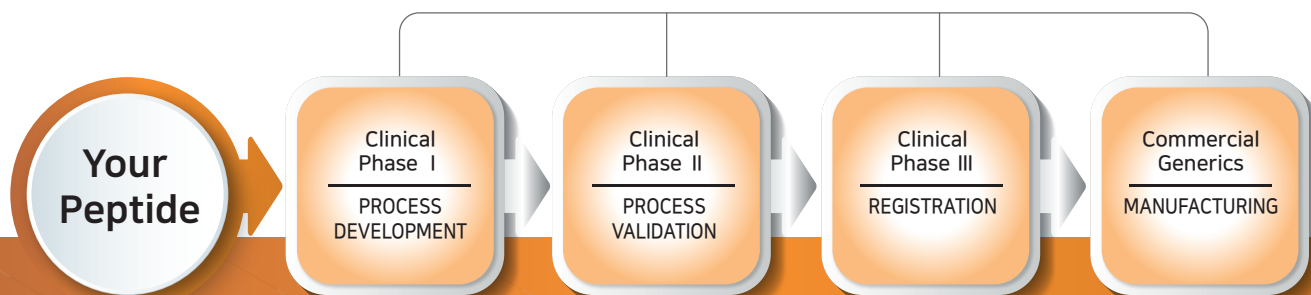 Your
Peptide
Clinical
Phase I
PROCESS
DEVELOPMENT
Clinical
Phase II
PROCESS
VALIDATION
Clinical
Phase III
REGISTRATION
Commercial
Generics
MANUFACTURING